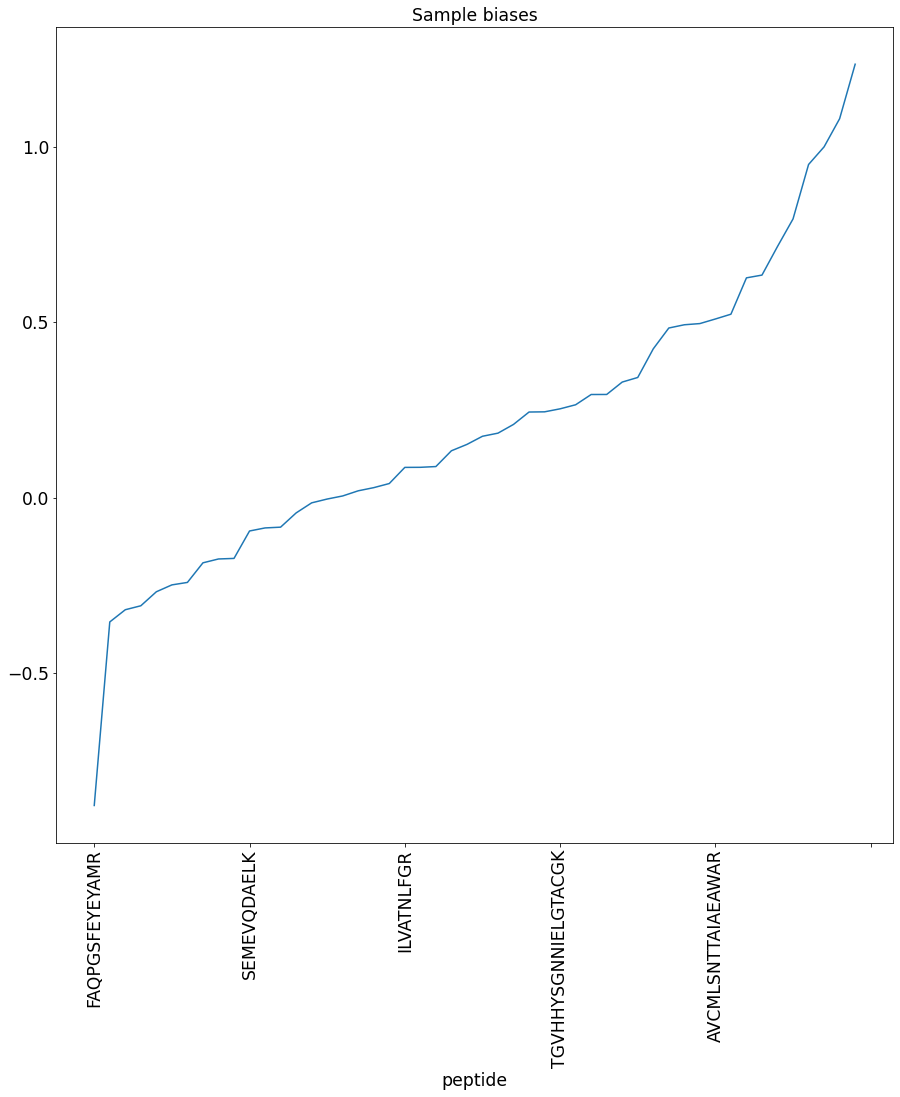 Sample biases
1.0
0.5
0.0
−0.5
FAQPGSFEYEYAMR
SEMEVQDAELK
ILVATNLFGR
TGVHHYSGNNIELGTACGK
AVCMLSNTTAIAEAWAR
peptide